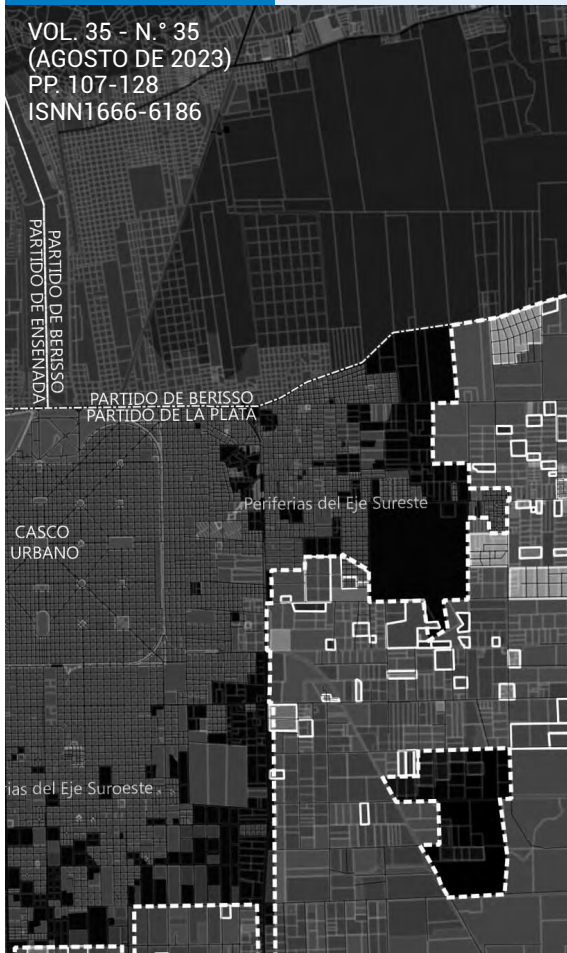 VOL. 35 - N.° 35
(AGOSTO DE 2023)
PP. 107-128
ISNN1666-6186
PARTIDO DE BERISSO
PARTIDO DE ENSENADA
PARTIDO DE BERISSO
PARTIDO DE LA PLATA
Periferias del Eje Sureste
CASCO
URBANO
ias del Eje Suroeste